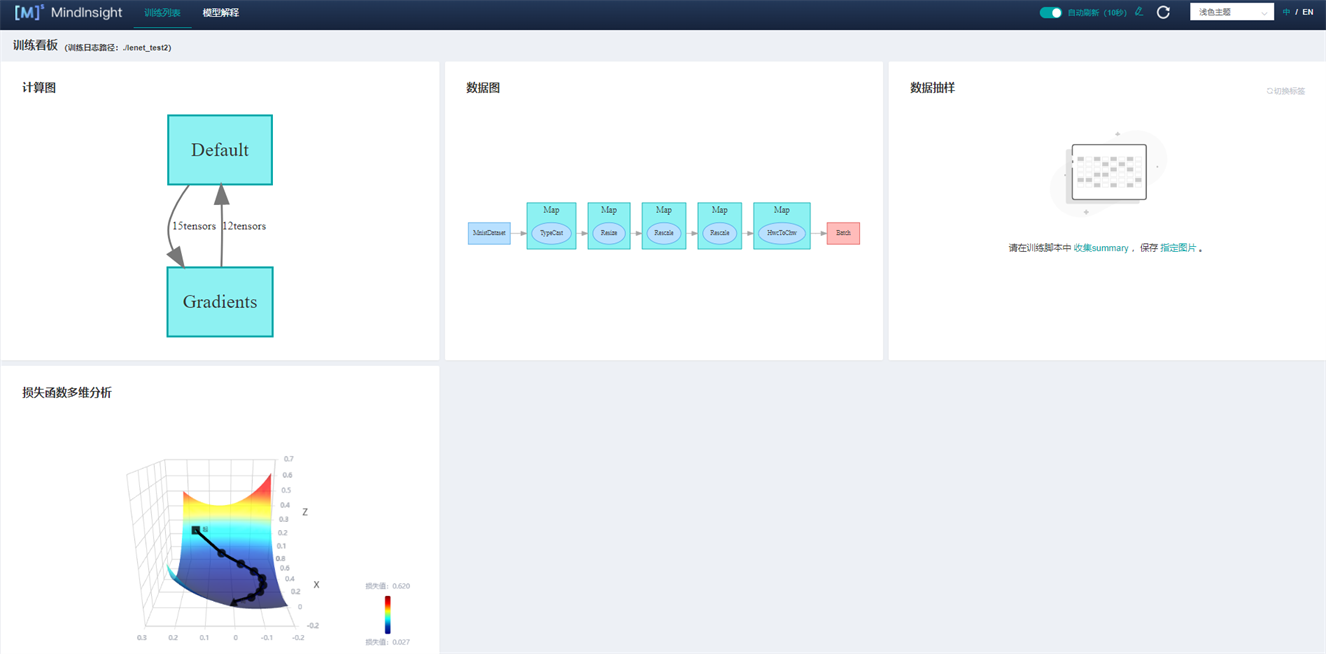 [M]s MindInsight 训练列表 模型解释 自动刷新（10秒） 浅色主题 中 / EN
训练看板 (训练日志路径：./lenet_test2)
计算图
Default
15tensors 12tensors
Gradients
数据图
Map Map Map Map Map
MnistDataset TypeCast Resize Rescale Rescale HwcToChw Batch
数据抽样 切换标签
请在训练脚本中 收集summary ，保存 指定图片 。
损失函数多维分析
0.7
0.6
0.5
0.4
Z
0.3
0.2
0.1
0.8
0.6
0.4
X
0.2
0
-0.2
0.3 0.2 0.1 0 -0.1 -0.2
损失值：0.620
损失值：0.027